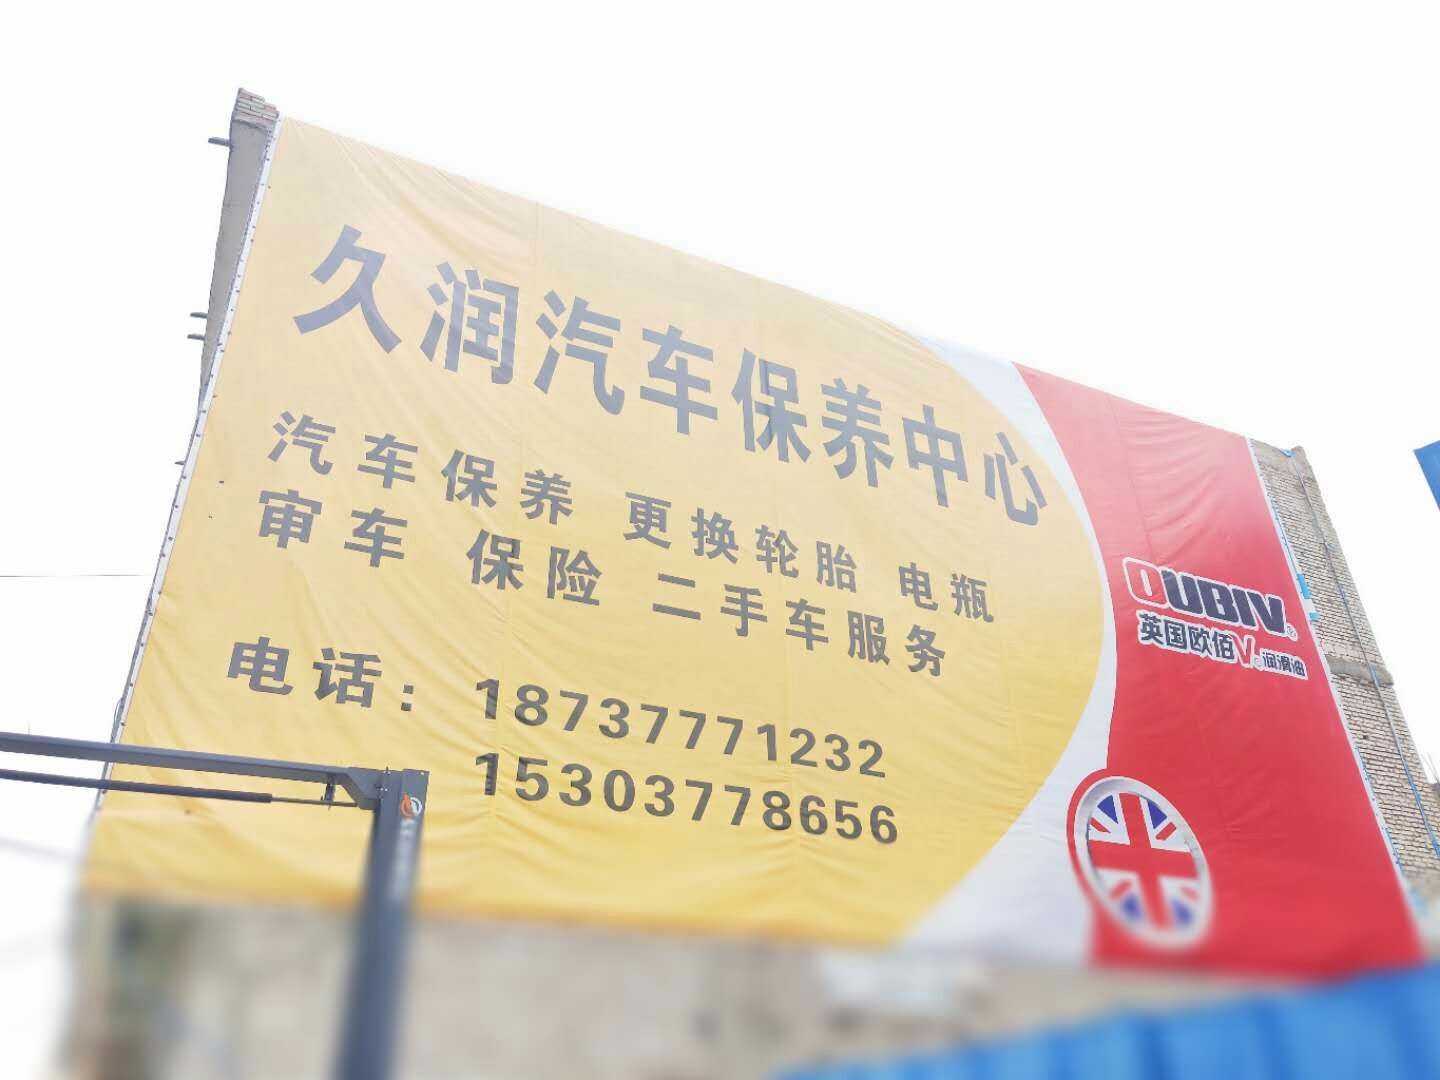 久润汽车保养中心
汽车保养 更换轮胎 电瓶
审车 保险 二手车服务
电话: 18737771232
15303778656
OUBIV®
英国欧佰V®润滑油